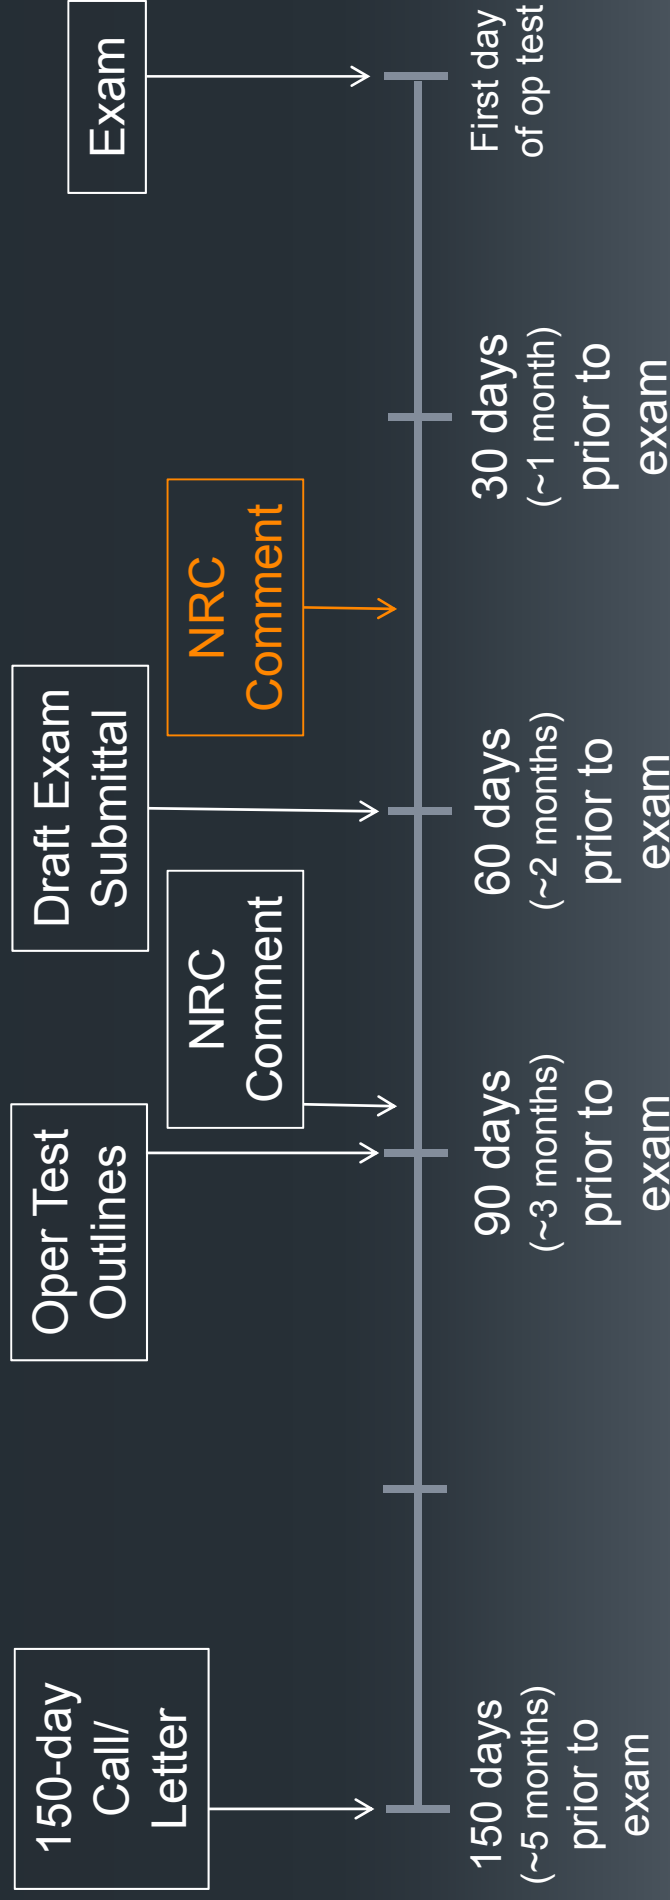 150-day
Call/
Letter
Oper Test
Outlines
NRC
Comment
Draft Exam
Submittal
NRC
Comment
Exam
150 days
(~5 months)
prior to
exam
90 days
(~3 months)
prior to
exam
60 days
(~2 months)
prior to
exam
30 days
(~1 month)
prior to
exam
First day
of op test